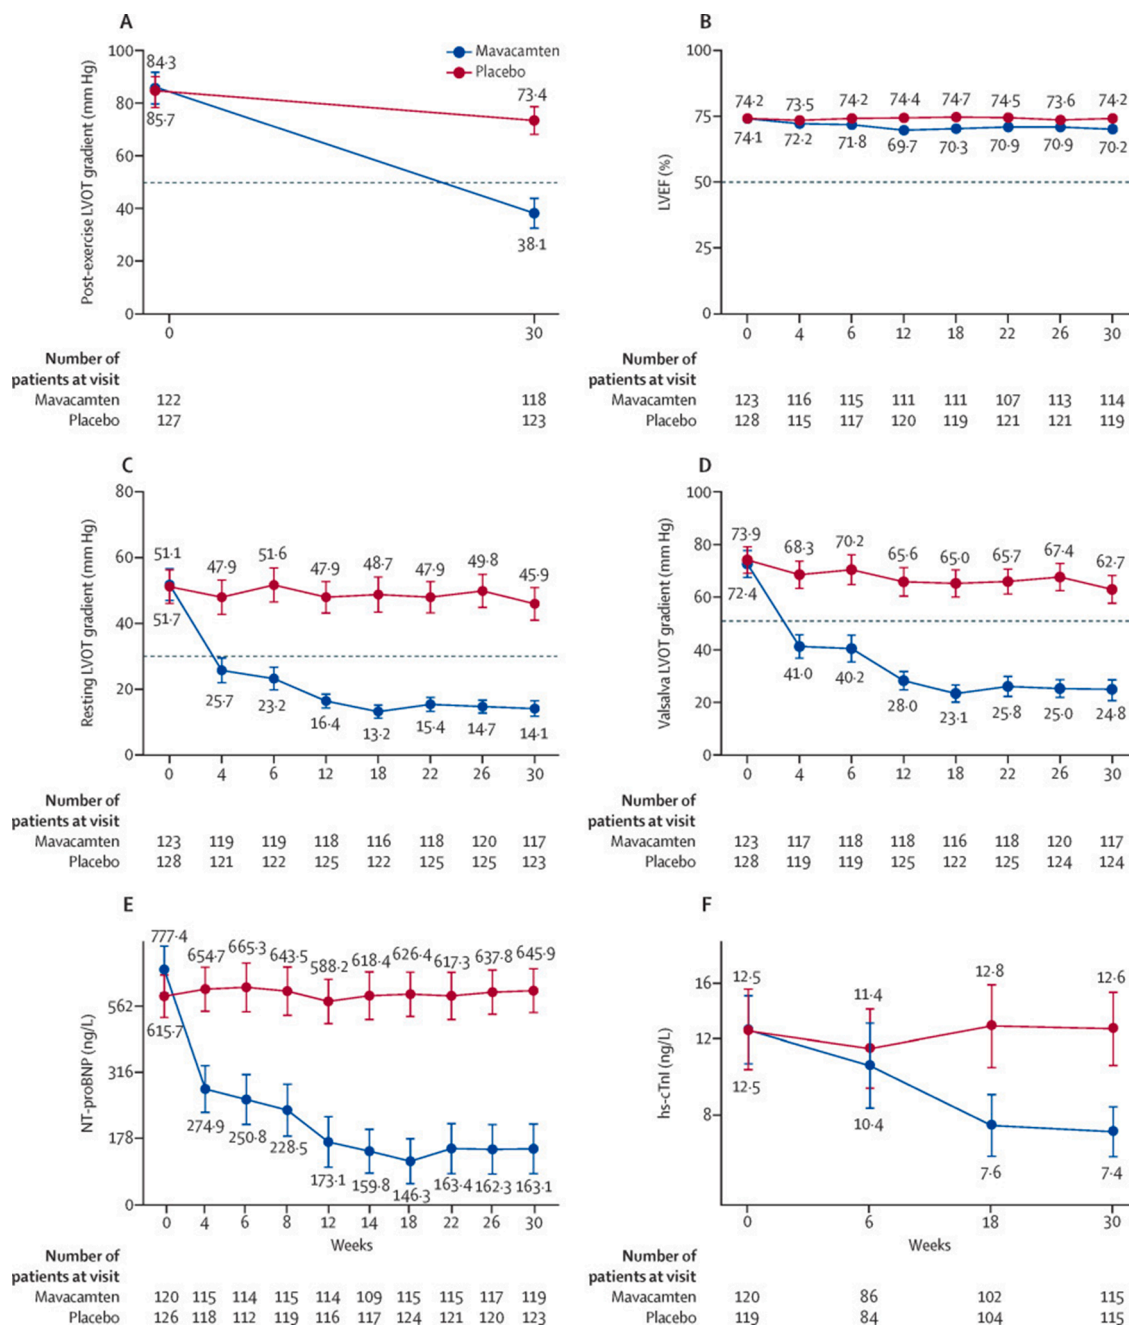 A
Mavacamten
Placebo
Post-exercise LVOT gradient (mm Hg)
100
80
60
40
20
0
84·3
85·7
73·4
38·1
0 30
Number of
patients at visit
Mavacamten 122 118
Placebo 127 123
B
LVEF (%)
100
75
50
25
0
74·2 73·5 74·2 74·4 74·7 74·5 73·6 74·2
74·1 72·2 71·8 69·7 70·3 70·9 70·9 70·2
0 4 6 12 18 22 26 30
Number of
patients at visit
Mavacamten 123 116 115 111 111 107 113 114
Placebo 128 115 117 120 119 121 121 119
C
Resting LVOT gradient (mm Hg)
80
60
40
20
0
51·1 47·9 51·6 47·9 48·7 47·9 49·8 45·9
51·7 25·7 23·2 16·4 13·2 15·4 14·7 14·1
0 4 6 12 18 22 26 30
Number of
patients at visit
Mavacamten 123 119 119 118 116 118 120 117
Placebo 128 121 122 125 122 125 125 123
D
Valsalva LVOT gradient (mm Hg)
100
80
60
40
20
0
73·9 68·3 70·2 65·6 65·0 65·7 67·4 62·7
72·4 41·0 40·2 28·0 23·1 25·8 25·0 24·8
0 4 6 12 18 22 26 30
Number of
patients at visit
Mavacamten 123 117 118 118 116 118 120 117
Placebo 128 119 119 125 122 125 124 124
E
NT-proBNP (ng/L)
562
316
178
0
777·4 654·7 665·3 643·5 588·2 618·4 626·4 617·3 637·8 645·9
615·7 274·9 250·8 228·5 173·1 159·8 146·3 163·4 162·3 163·1
0 4 6 8 12 14 18 22 26 30
Weeks
Number of
patients at visit
Mavacamten 120 115 114 115 114 109 115 115 117 119
Placebo 126 118 112 119 116 117 124 121 120 123
F
hs-cTnI (ng/L)
16
12
8
12·5 11·4 12·8 12·6
12·5 10·4 7·6 7·4
0 6 18 30
Weeks
Number of
patients at visit
Mavacamten 120 86 102 115
Placebo 119 84 104 115